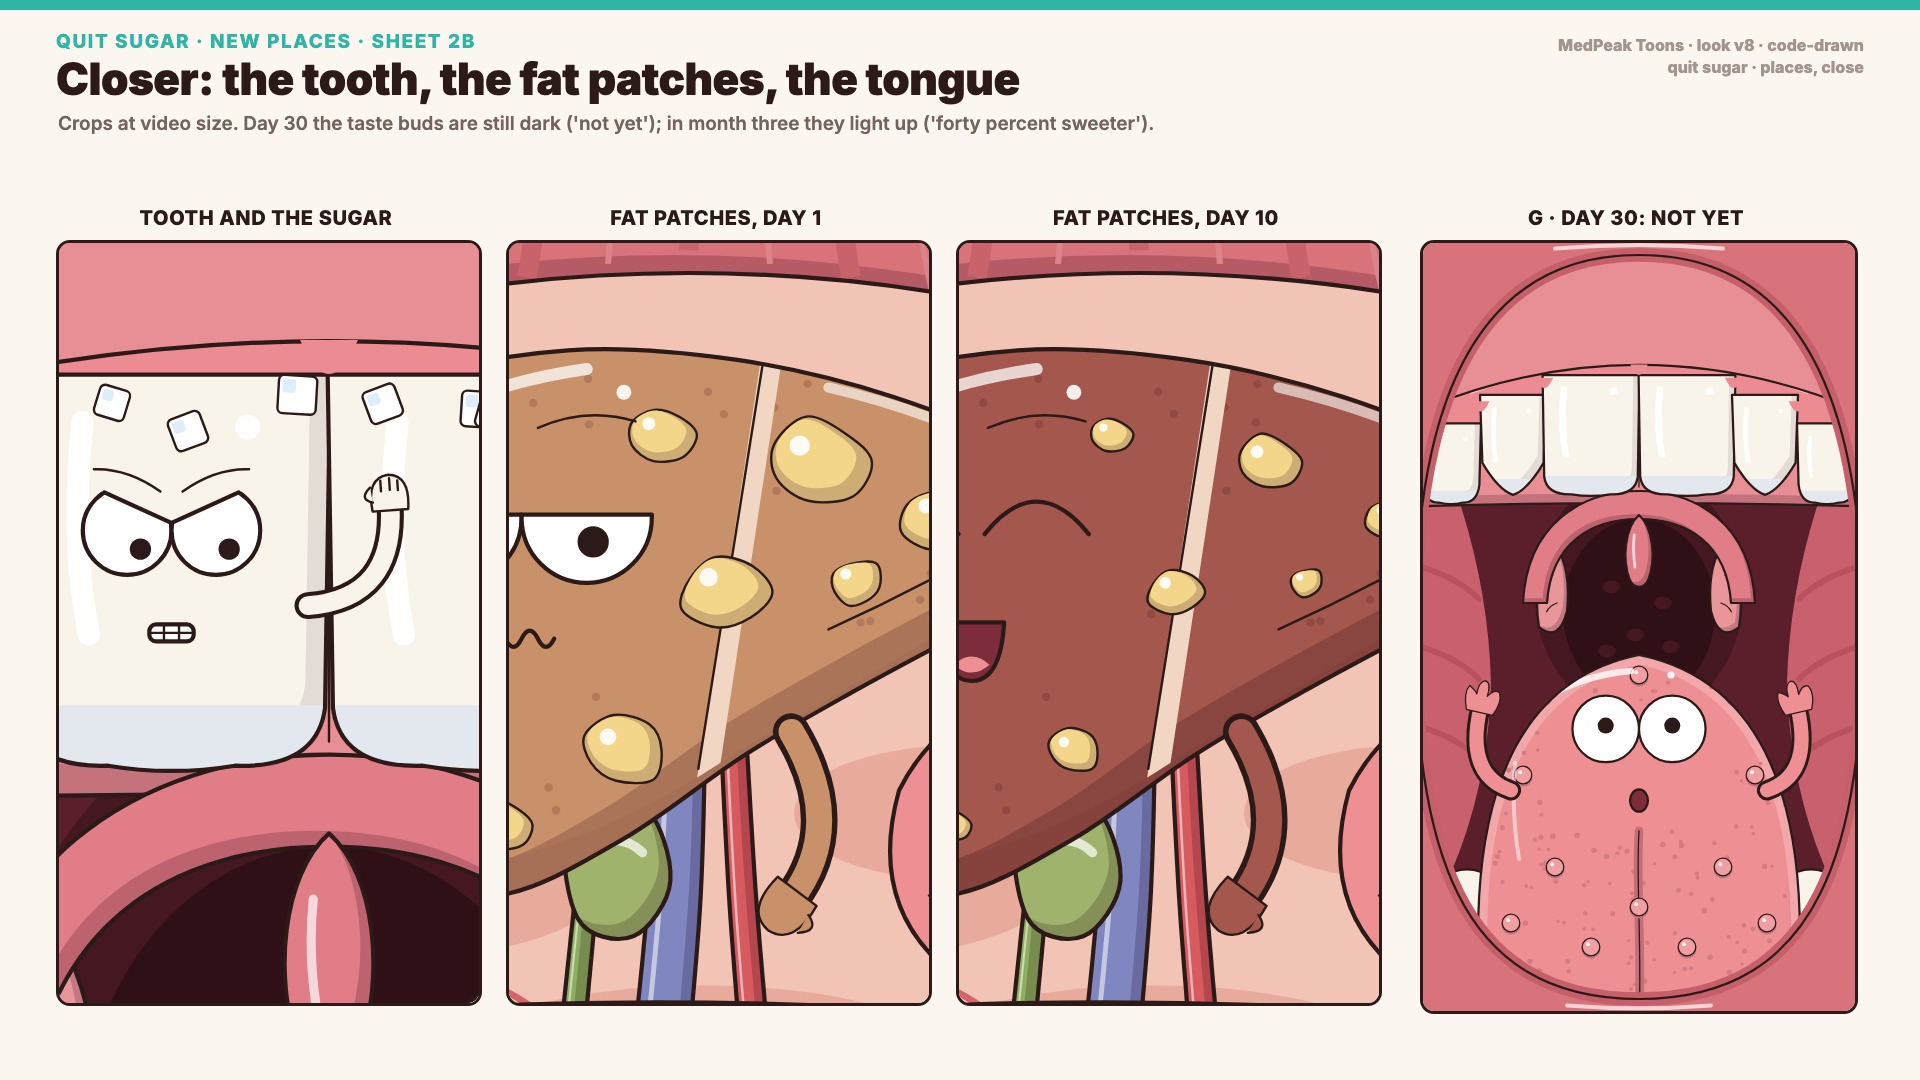 QUIT SUGAR · NEW PLACES · SHEET 2B
Closer: the tooth, the fat patches, the tongue
Crops at video size. Day 30 the taste buds are still dark ('not yet'); in month three they light up ('forty percent sweeter').
MedPeak Toons · look v8 · code-drawn
quit sugar · places, close
TOOTH AND THE SUGAR
FAT PATCHES, DAY 1
FAT PATCHES, DAY 10
G · DAY 30: NOT YET